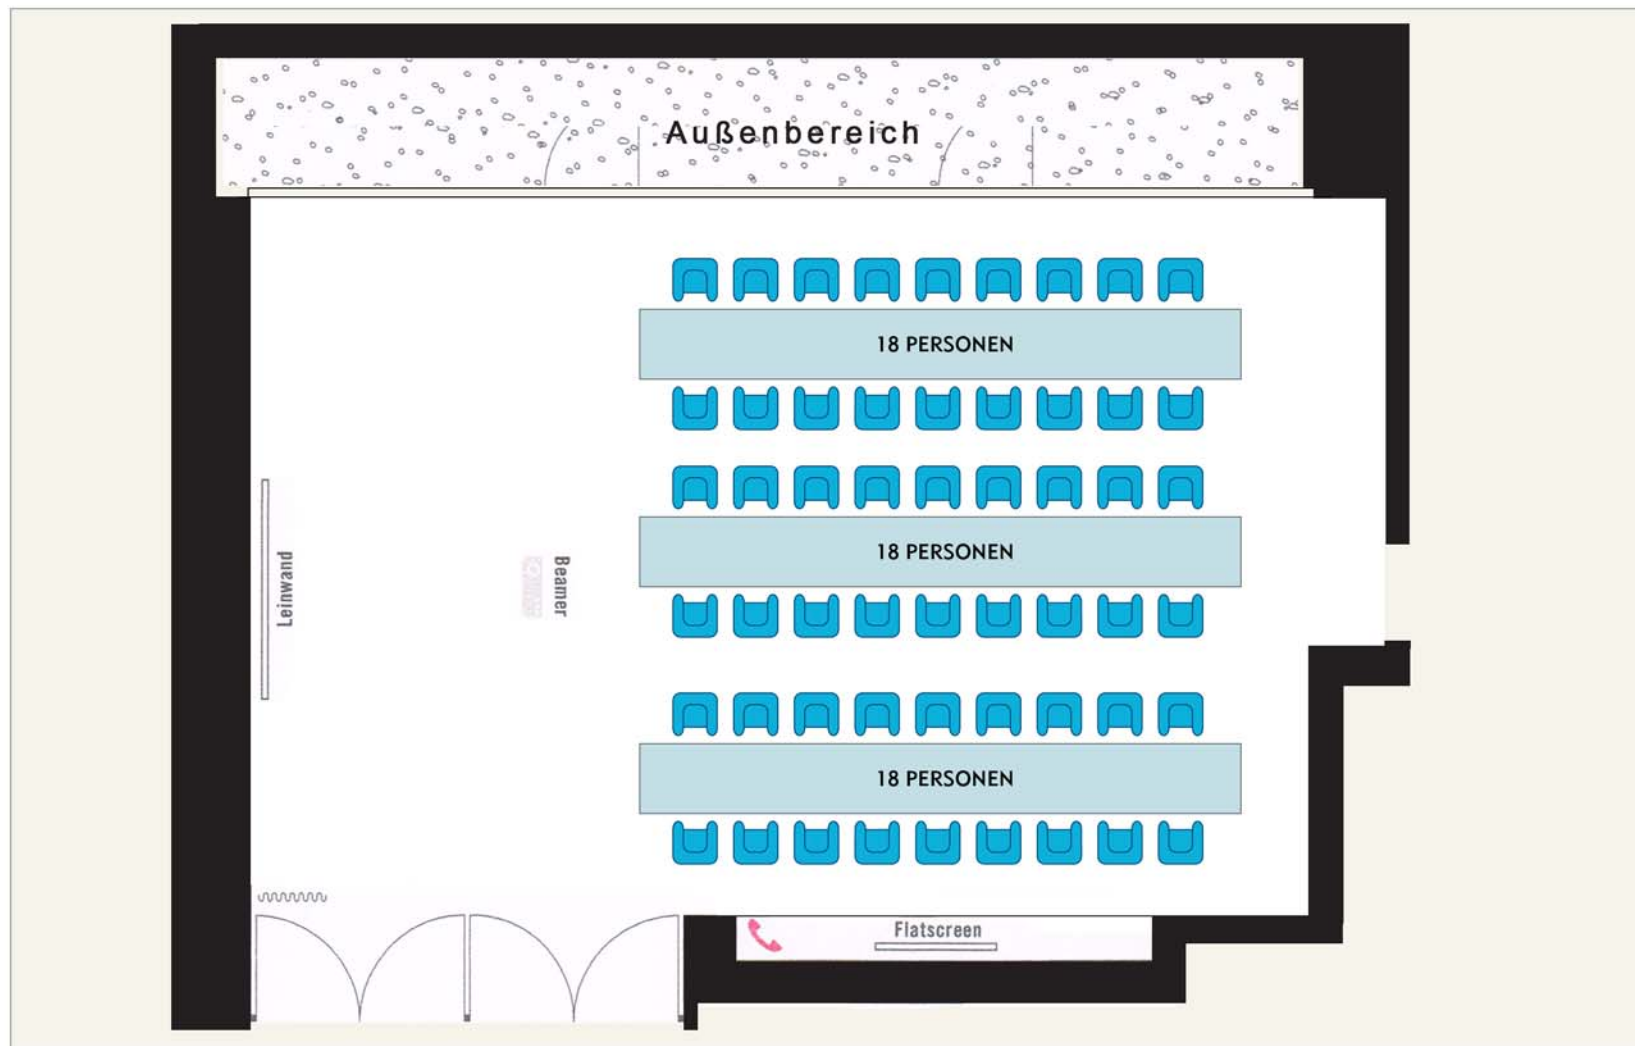 Außenbereich
18 PERSONEN
18 PERSONEN
Leinwand
Beamer
18 PERSONEN
Flatscreen